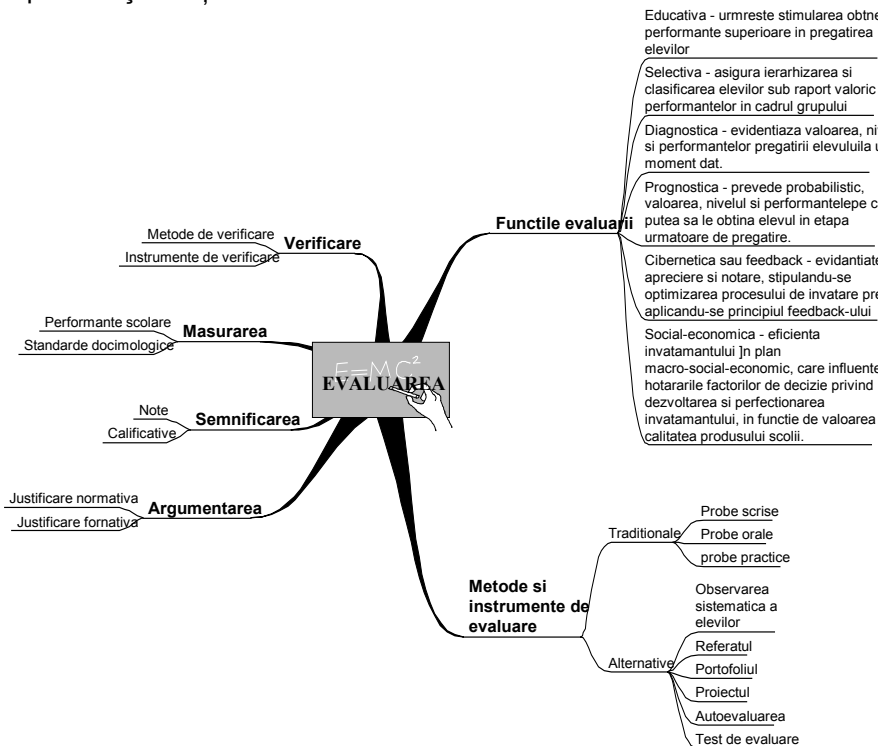 Educativa - urmreste stimularea
performante superioare in pregatirea
elevilor
Selectiva - asigura ierarhizarea si
clasificarea elevilor sub raport valoric
performantelor in cadrul grupului
Diagnostica - evidentiaza valoarea,
si performantelor pregatirii elevuluila
moment dat.
Prognostica - prevede probabilistic,
valoarea, nivelul si performantelepe
putea sa le obtina elevul in etapa
urmatoare de pregatire.
Cibernetica sau feedback -
apreciere si notare, stipulandu-se
optimizarea procesului de invatare
aplicandu-se principiul feedback-ului
Social-economica - eficienta
invatamantului ]n plan
macro-social-economic, care
hotararile factorilor de decizie privind
dezvoltarea si perfectionarea
invatamantului, in functie de valoarea
calitatea produsului scolii.
Functile evaluarii
Metode de verificare
Instrumente de verificare
Verificare
Performante scolare
Standarde docimologice
Masurarea
E=MC²
EVALUAREA
Note
Calificative
Semnificarea
Justificare normativa
Justificare fornativa
Argumentarea
Metode si
instrumente de
evaluare
Traditionale
Probe scrise
Probe orale
probe practice
Alternative
Observarea
sistematica a
elevilor
Referatul
Portofoliul
Proiectul
Autoevaluarea
Test de evaluare